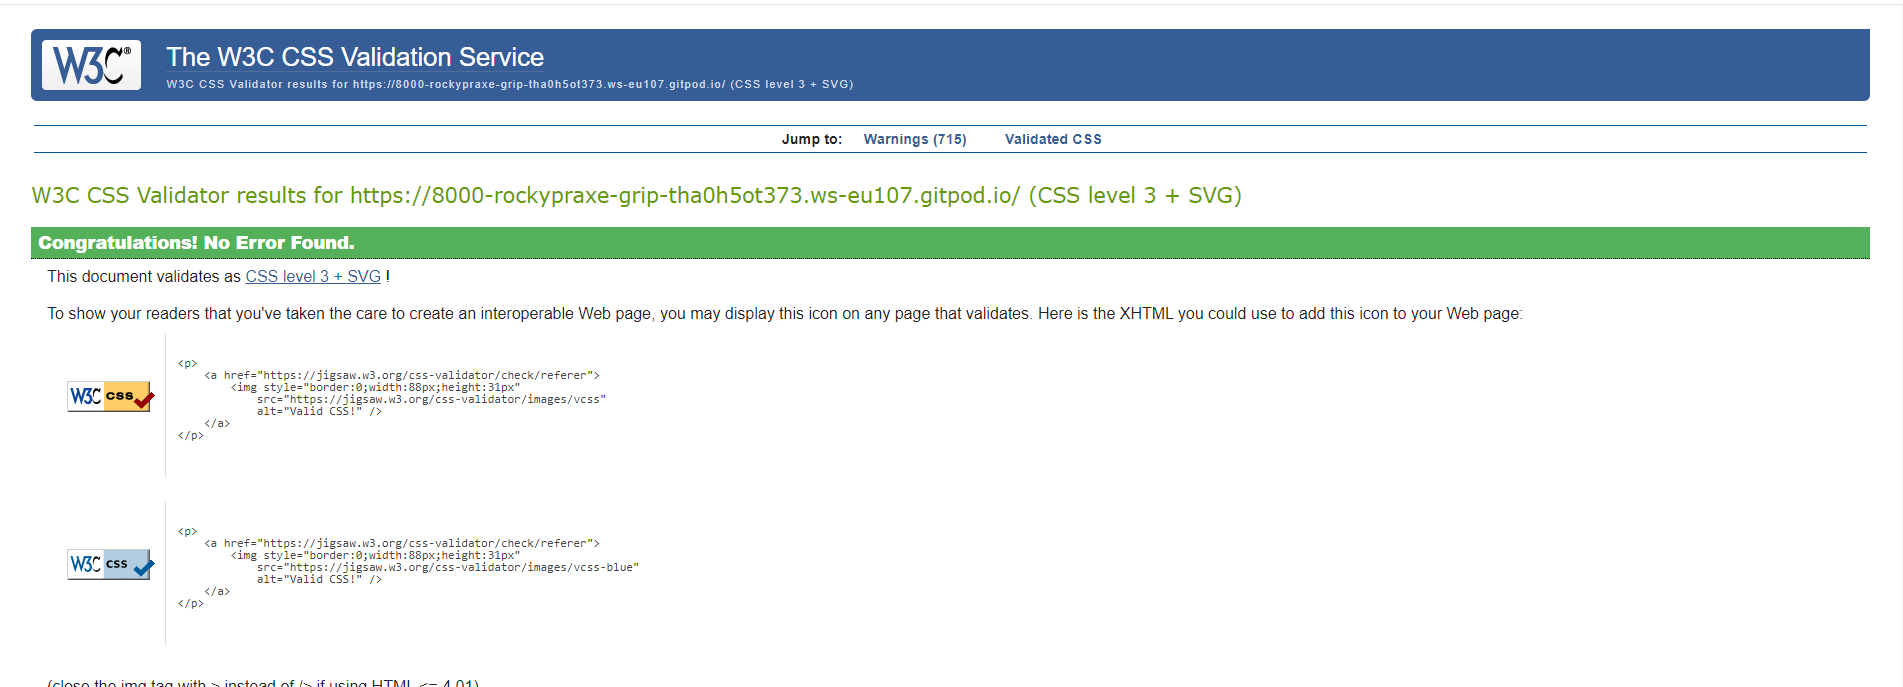 W3C®
The W3C CSS Validation Service
W3C CSS Validator results for https://8000-rockypraxe-grip-tha0h5ot373.ws-eu107.gitpod.io/ (CSS level 3 + SVG)
Jump to: Warnings (715) Validated CSS
W3C CSS Validator results for https://8000-rockypraxe-grip-tha0h5ot373.ws-eu107.gitpod.io/ (CSS level 3 + SVG)
Congratulations! No Error Found.
This document validates as CSS level 3 + SVG !
To show your readers that you've taken the care to create an interoperable Web page, you may display this icon on any page that validates. Here is the XHTML you could use to add this icon to your Web page:
W3C css
<p>
<a href="https://jigsaw.w3.org/css-validator/check/referer">
<img style="border:0;width:88px;height:31px"
src="https://jigsaw.w3.org/css-validator/images/vcss"
alt="Valid CSS!" />
</a>
</p>
W3C css
<p>
<a href="https://jigsaw.w3.org/css-validator/check/referer">
<img style="border:0;width:88px;height:31px"
src="https://jigsaw.w3.org/css-validator/images/vcss-blue"
alt="Valid CSS!" />
</a>
</p>
(close the img tag with > instead of /> if using HTML <= 4.01)